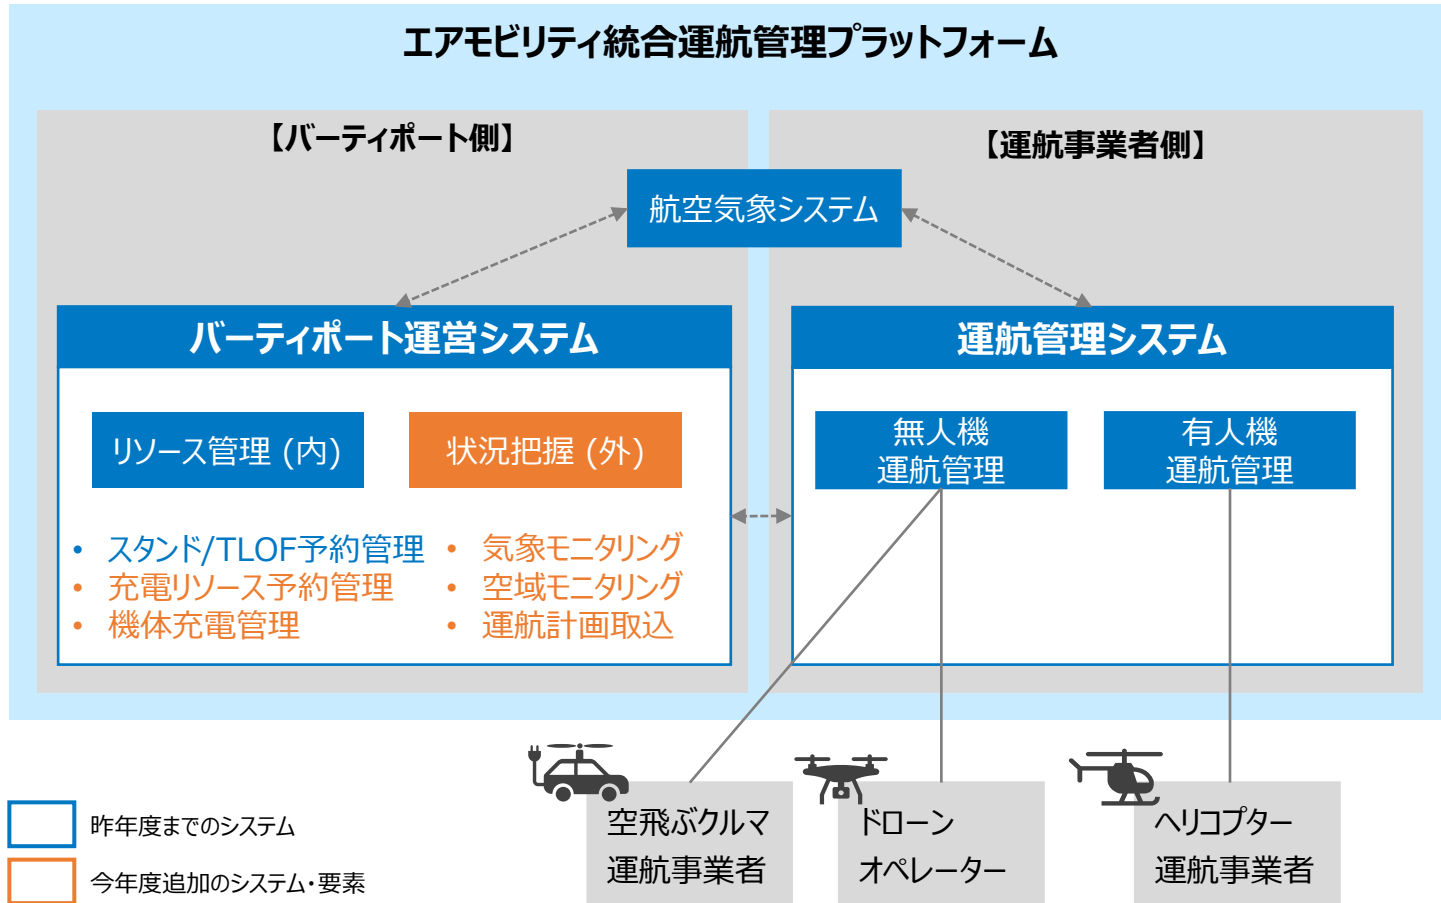 エアモビリティ統合運航管理プラットフォーム
【バーティポート側】
【運航事業者側】
航空気象システム
バーティポート運営システム
リソース管理 (内)
状況把握 (外)
• スタンド/TLOF予約管理
• 充電リソース予約管理
• 機体充電管理
• 気象モニタリング
• 空域モニタリング
• 運航計画取込
運航管理システム
無人機
運航管理
有人機
運航管理
空飛ぶクルマ
運航事業者
ドローン
オペレーター
ヘリコプター
運航事業者
昨年度までのシステム
今年度追加のシステム・要素